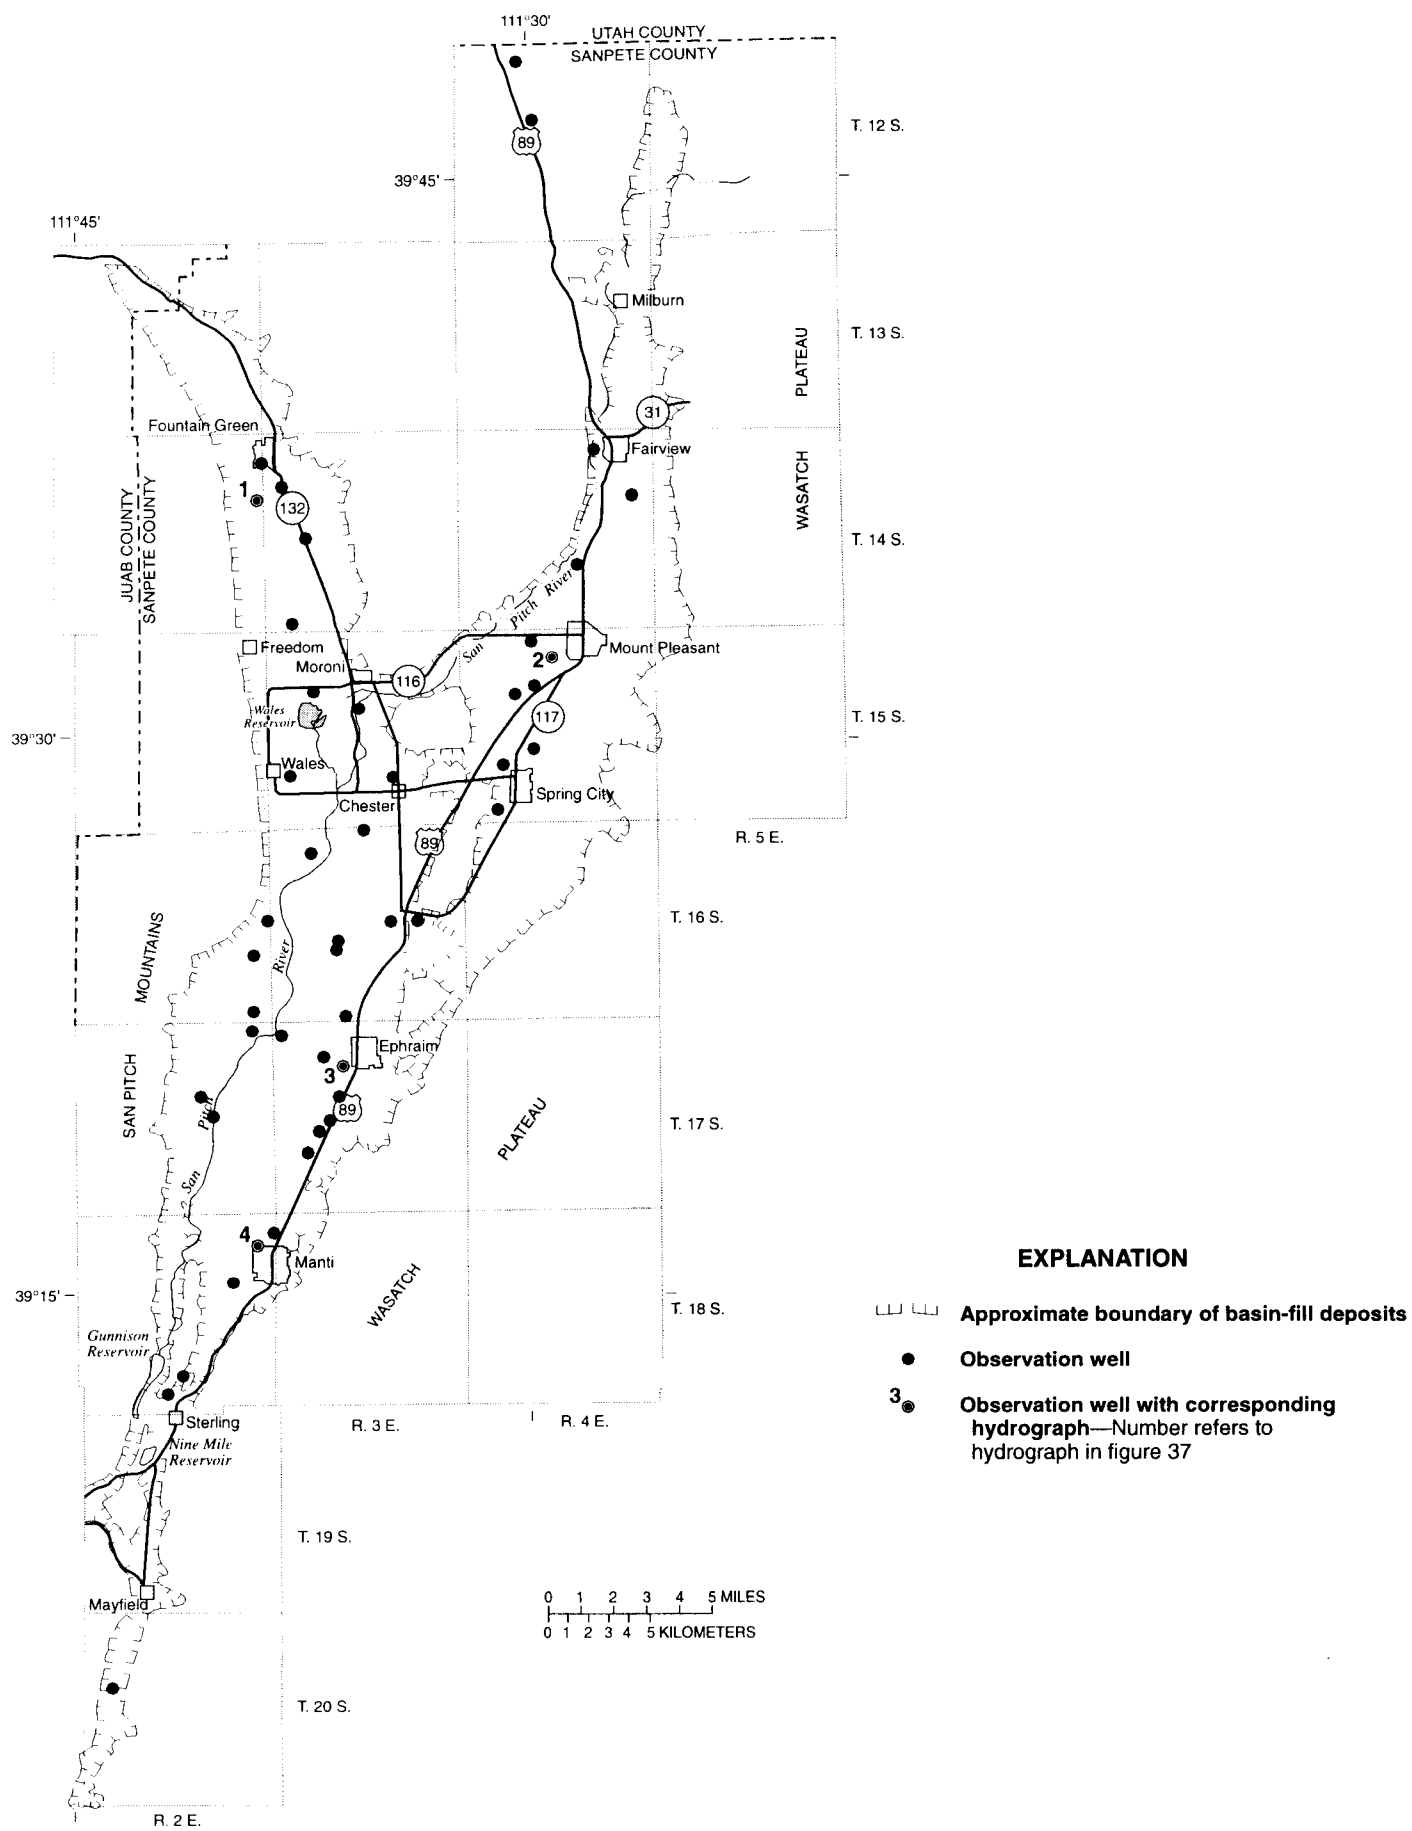 111°30'
UTAH COUNTY
SANPETE COUNTY
T. 12 S.
89
39°45'
111°45'
Milburn
T. 13 S.
PLATEAU
31
Fountain Green
Fairview
WASATCH
1
132
JUAB COUNTY
SANPETE COUNTY
T. 14 S.
San Pitch River
Freedom
Moroni
2
Mount Pleasant
116
Wales
Reservoir
117
T. 15 S.
39°30'
Wales
Chester
Spring City
89
R. 5 E.
T. 16 S.
MOUNTAINS
River
Ephraim
3
SAN PITCH
89
Pitch
PLATEAU
T. 17 S.
San
4
Manti
WASATCH
39°15'
T. 18 S.
Gunnison
Reservoir
Sterling
R. 3 E.
R. 4 E.
Nine Mile
Reservoir
T. 19 S.
Mayfield
T. 20 S.
R. 2 E.
0 1 2 3 4 5 MILES
0 1 2 3 4 5 KILOMETERS
EXPLANATION
Approximate boundary of basin-fill deposits
Observation well
3
Observation well with corresponding
hydrograph—Number refers to
hydrograph in figure 37